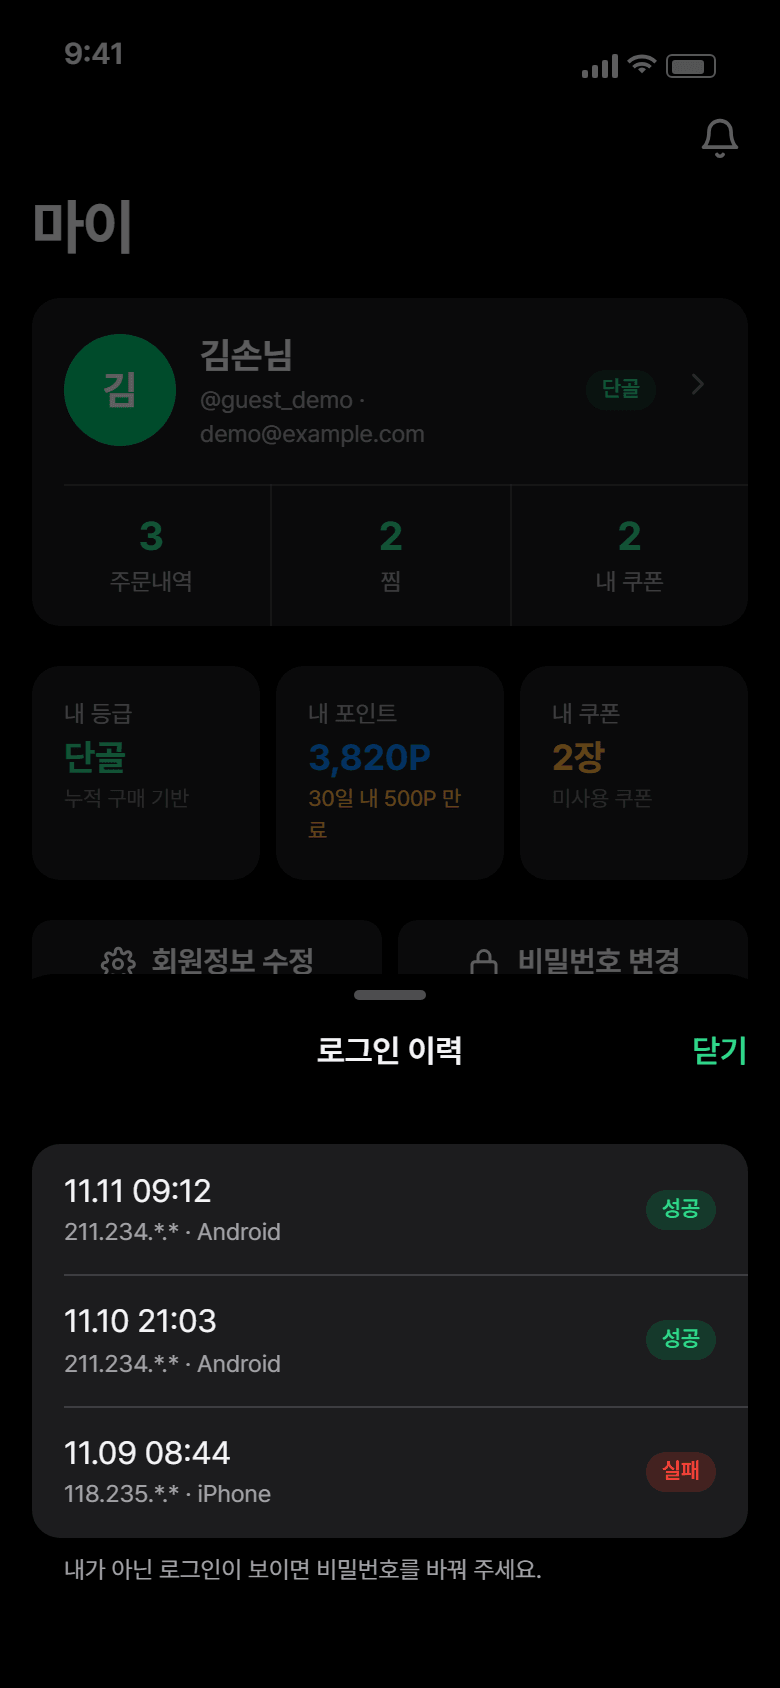 9:41
마이
김
김손님
@guest_demo ·
demo@example.com
단골
3
주문내역
2
찜
2
내 쿠폰
내 등급
단골
누적 구매 기반
내 포인트
3,820P
30일 내 500P 만
료
내 쿠폰
2장
미사용 쿠폰
회원정보 수정
비밀번호 변경
로그인 이력
닫기
11.11 09:12
211.234.*.* · Android
성공
11.10 21:03
211.234.*.* · Android
성공
11.09 08:44
118.235.*.* · iPhone
실패
내가 아닌 로그인이 보이면 비밀번호를 바꿔 주세요.